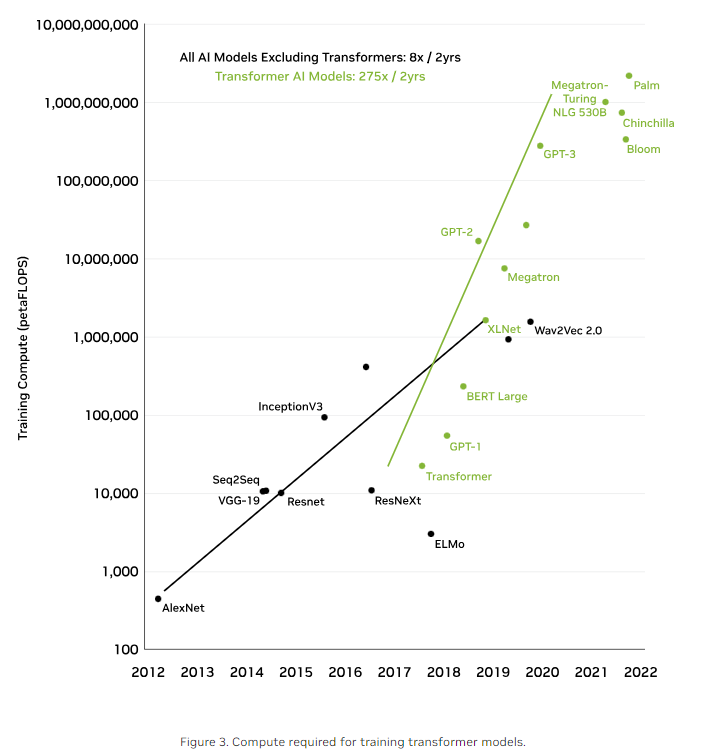 10,000,000,000
All AI Models Excluding Transformers: 8x / 2yrs
Transformer AI Models: 275x / 2yrs
Megatron-
Turing
NLG 530B
Palm
1,000,000,000
Chinchilla
GPT-3
Bloom
100,000,000
GPT-2
10,000,000
Megatron
Training Compute (petaFLOPS)
1,000,000
XLNet
Wav2Vec 2.0
BERT Large
InceptionV3
100,000
GPT-1
Seq2Seq
Transformer
10,000
VGG-19
Resnet
ResNeXt
ELMo
1,000
AlexNet
100
2012 2013 2014 2015 2016 2017 2018 2019 2020 2021 2022
Figure 3. Compute required for training transformer models.